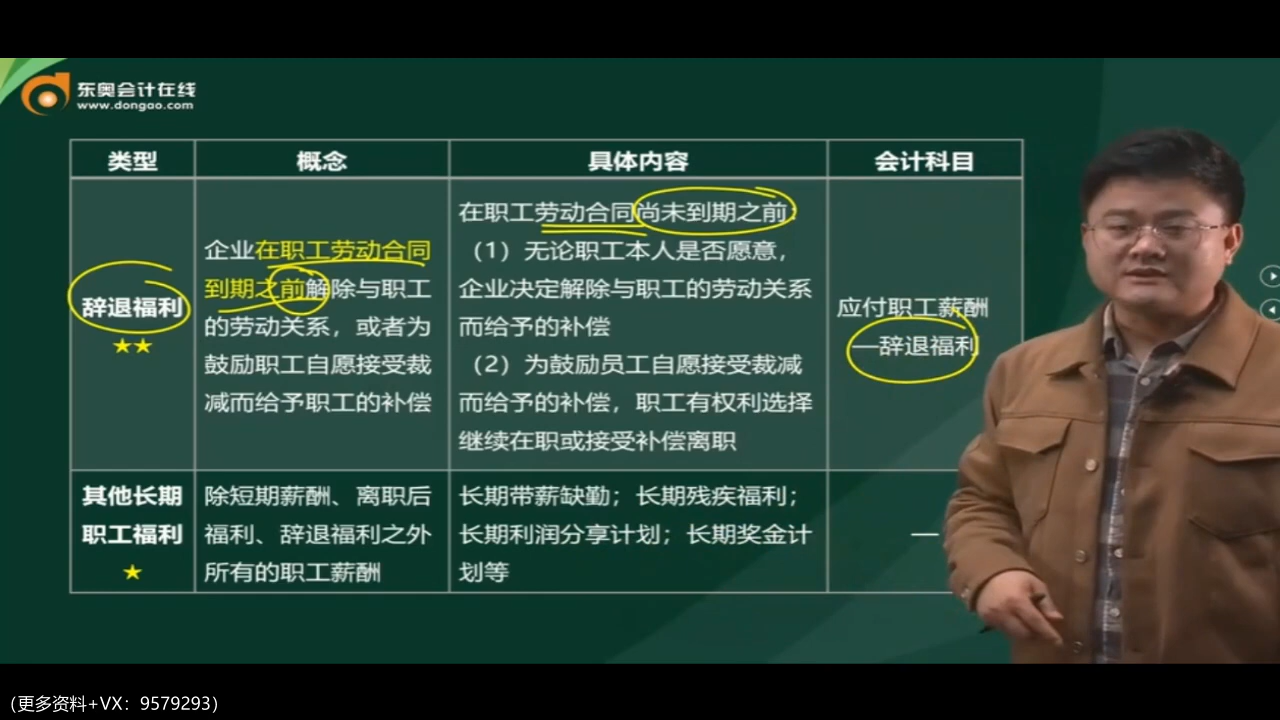 东奥会计在线
www.dongao.com
类型
概念
具体内容
会计科目
辞退福利
★★
企业在职工劳动合同
到期之前解除与职工
的劳动关系，或者为
鼓励职工自愿接受裁
减而给予职工的补偿
在职工劳动合同尚未到期之前：
（1）无论职工本人是否愿意，
企业决定解除与职工的劳动关系
而给予的补偿
（2）为鼓励员工自愿接受裁减
而给予的补偿，职工有权利选择
继续在职或接受补偿离职
应付职工薪酬
—辞退福利
其他长期
职工福利
★
除短期薪酬、离职后
福利、辞退福利之外
所有的职工薪酬
长期带薪缺勤；长期残疾福利；
长期利润分享计划；长期奖金计
划等
—
(更多资料+VX：9579293)